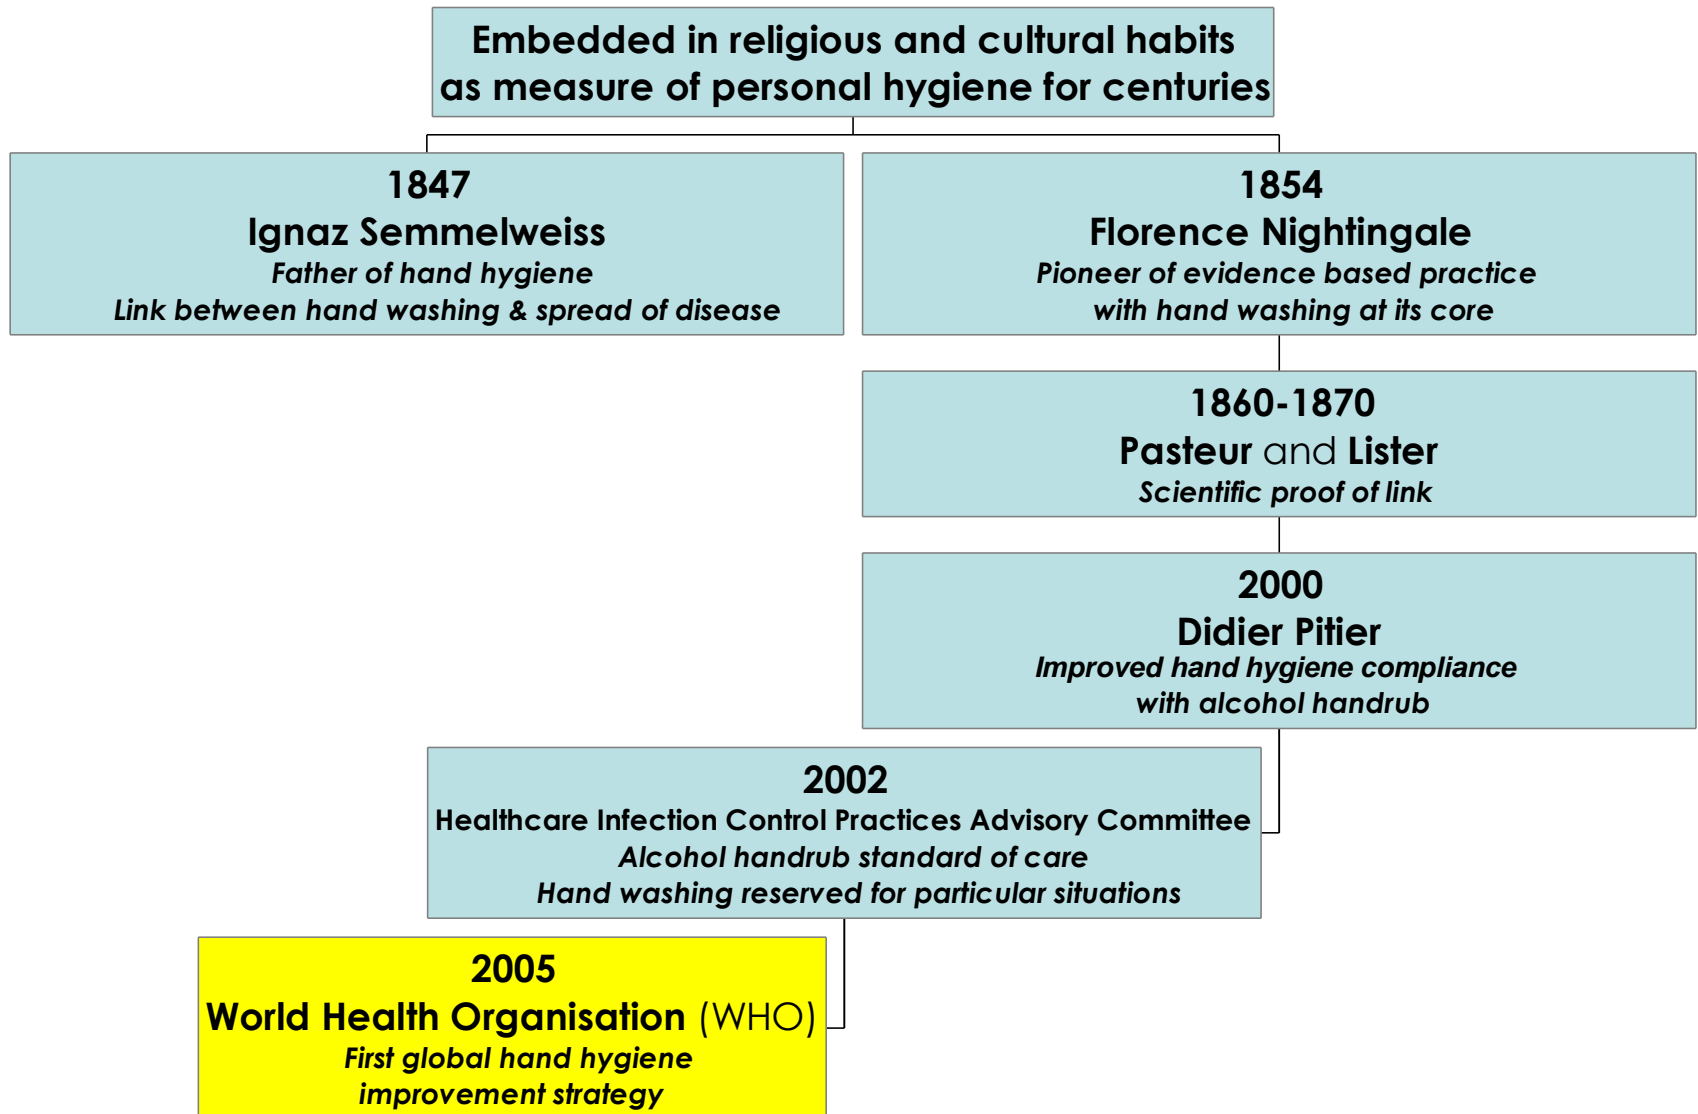 Embedded in religious and cultural habits
as measure of personal hygiene for centuries
1847
Ignaz Semmelweiss
Father of hand hygiene
Link between hand washing & spread of disease
1854
Florence Nightingale
Pioneer of evidence based practice
with hand washing at its core
1860-1870
Pasteur and Lister
Scientific proof of link
2000
Didier Pitier
Improved hand hygiene compliance
with alcohol handrub
2002
Healthcare Infection Control Practices Advisory Committee
Alcohol handrub standard of care
Hand washing reserved for particular situations
2005
World Health Organisation (WHO)
First global hand hygiene
improvement strategy